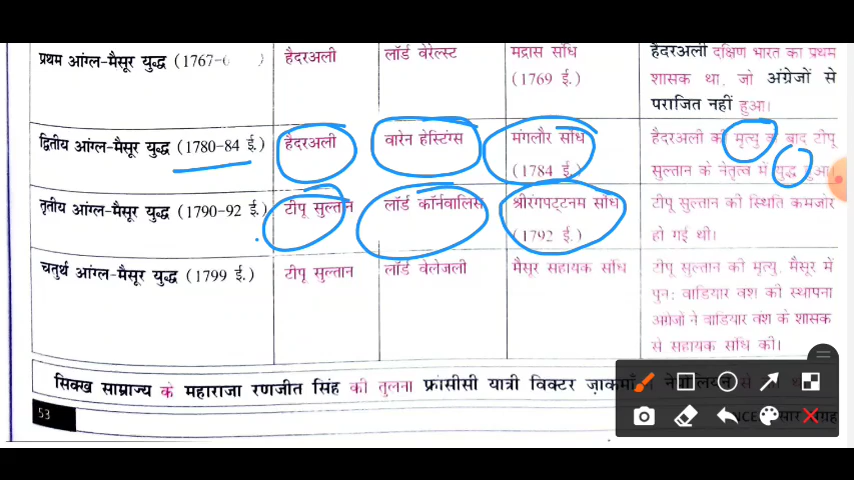 प्रथम आंग्ल-मैसूर युद्ध (1767-
हैदरअली
लॉर्ड वेरेल्स्ट
मद्रास संधि
(1769 ई.)
हैदरअली दक्षिण भारत का प्रथम
शासक था, जो अंग्रेजों से
पराजित नहीं हुआ।
द्वितीय आंग्ल-मैसूर युद्ध (1780-84 ई.)
हैदरअली
वारेन हेस्टिंग्स
मंगलौर संधि
(1784 ई.)
हैदरअली की मृत्यु के बाद टीपू
सुल्तान के नेतृत्व में युद्ध हुआ।
तृतीय आंग्ल-मैसूर युद्ध (1790-92 ई.)
टीपू सुल्तान
लॉर्ड कॉर्नवालिस
श्रीरंगपट्टनम संधि
(1792 ई.)
टीपू सुल्तान की स्थिति कमजोर
हो गई थी।
चतुर्थ आंग्ल-मैसूर युद्ध (1799 ई.)
टीपू सुल्तान
लॉर्ड वेलेजली
मैसूर सहायक संधि
टीपू सुल्तान की मृत्यु, मैसूर में
पुन: वाडियार वंश की स्थापना
अंग्रेजों ने वाडियार वंश के शासक
से सहायक संधि की।
सिक्ख साम्राज्य के महाराजा रणजीत सिंह की तुलना फ्रांसीसी यात्री विक्टर ज़ाकमाँ ने नेपोलियन से
53